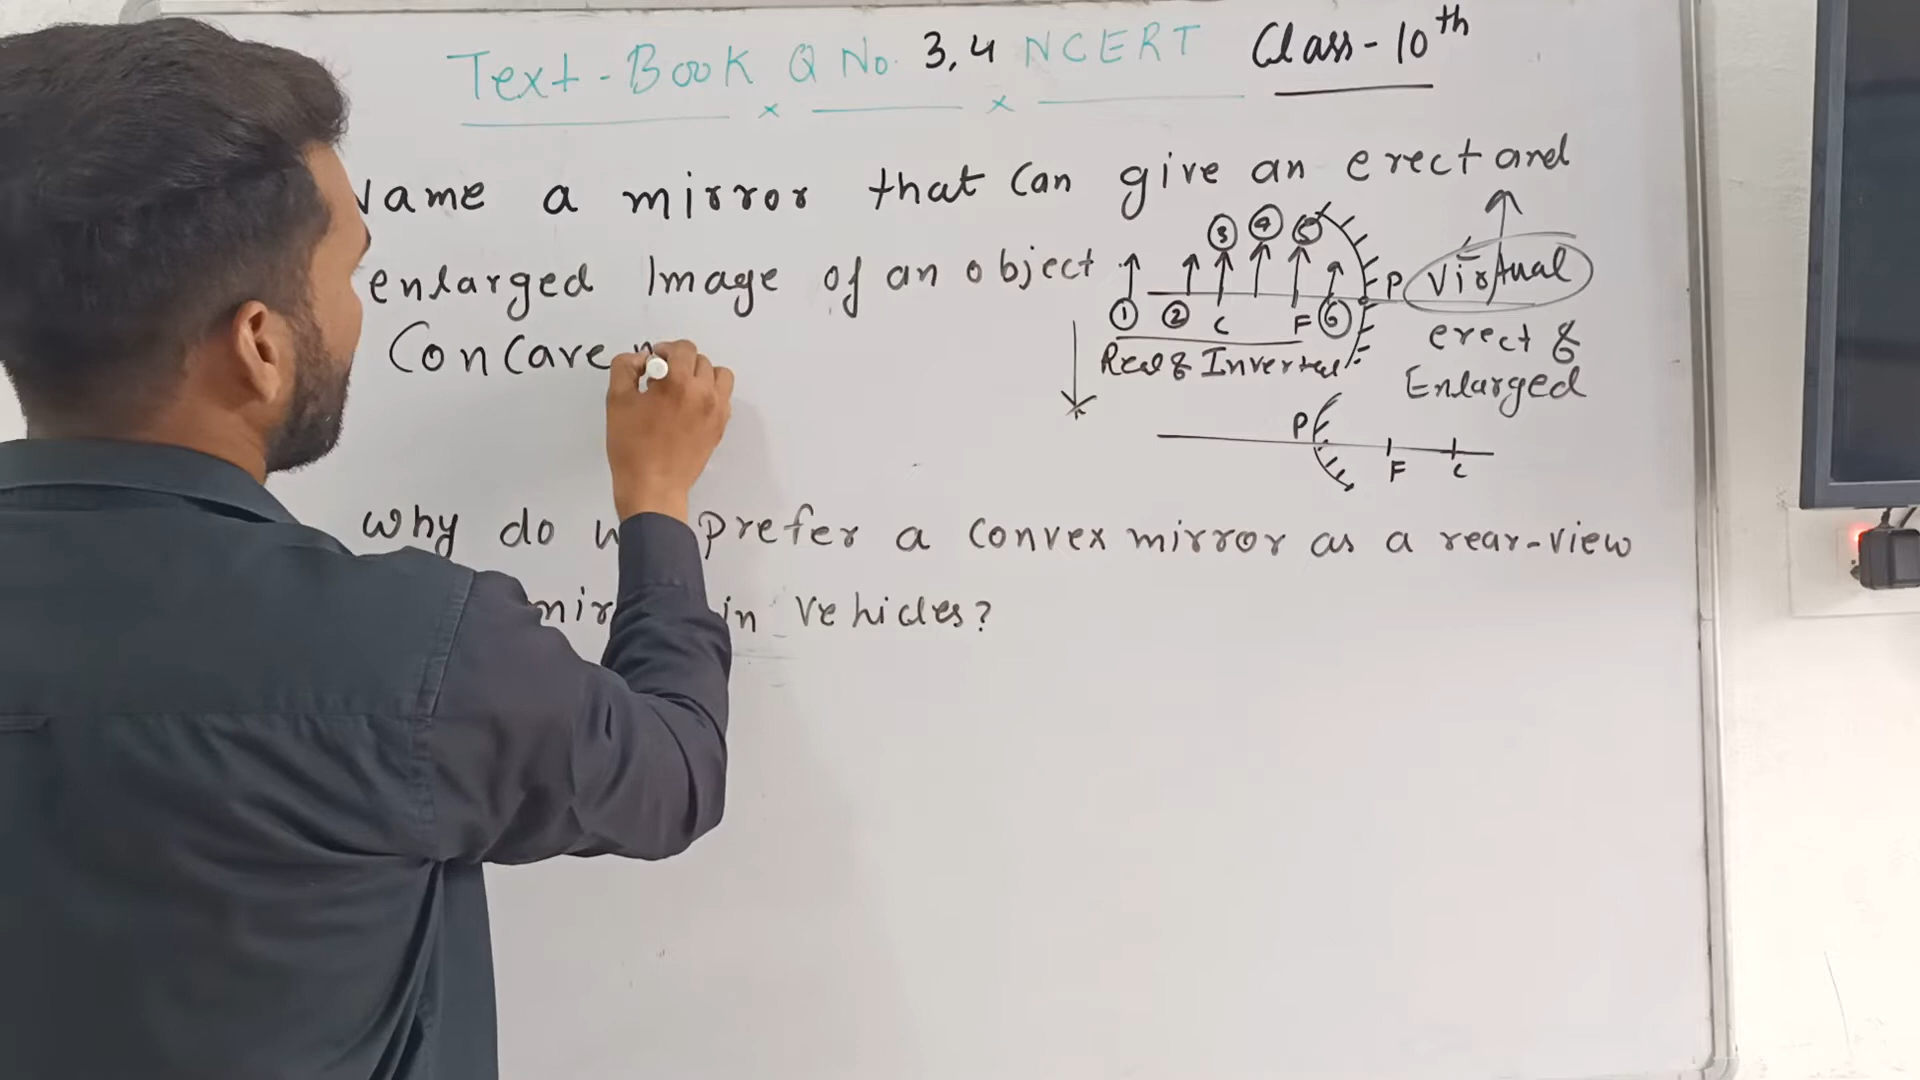 Text-Book Q No. 3,4 NCERT Class-10th
Name a mirror that can give an erect and
enlarged Image of an object
Concave
3 4 5
P
Virtual
1 2 C F 6
Real & Inverted
erect &
Enlarged
P
F C
Why do prefer a convex mirror as a rear-view
in vehicles?